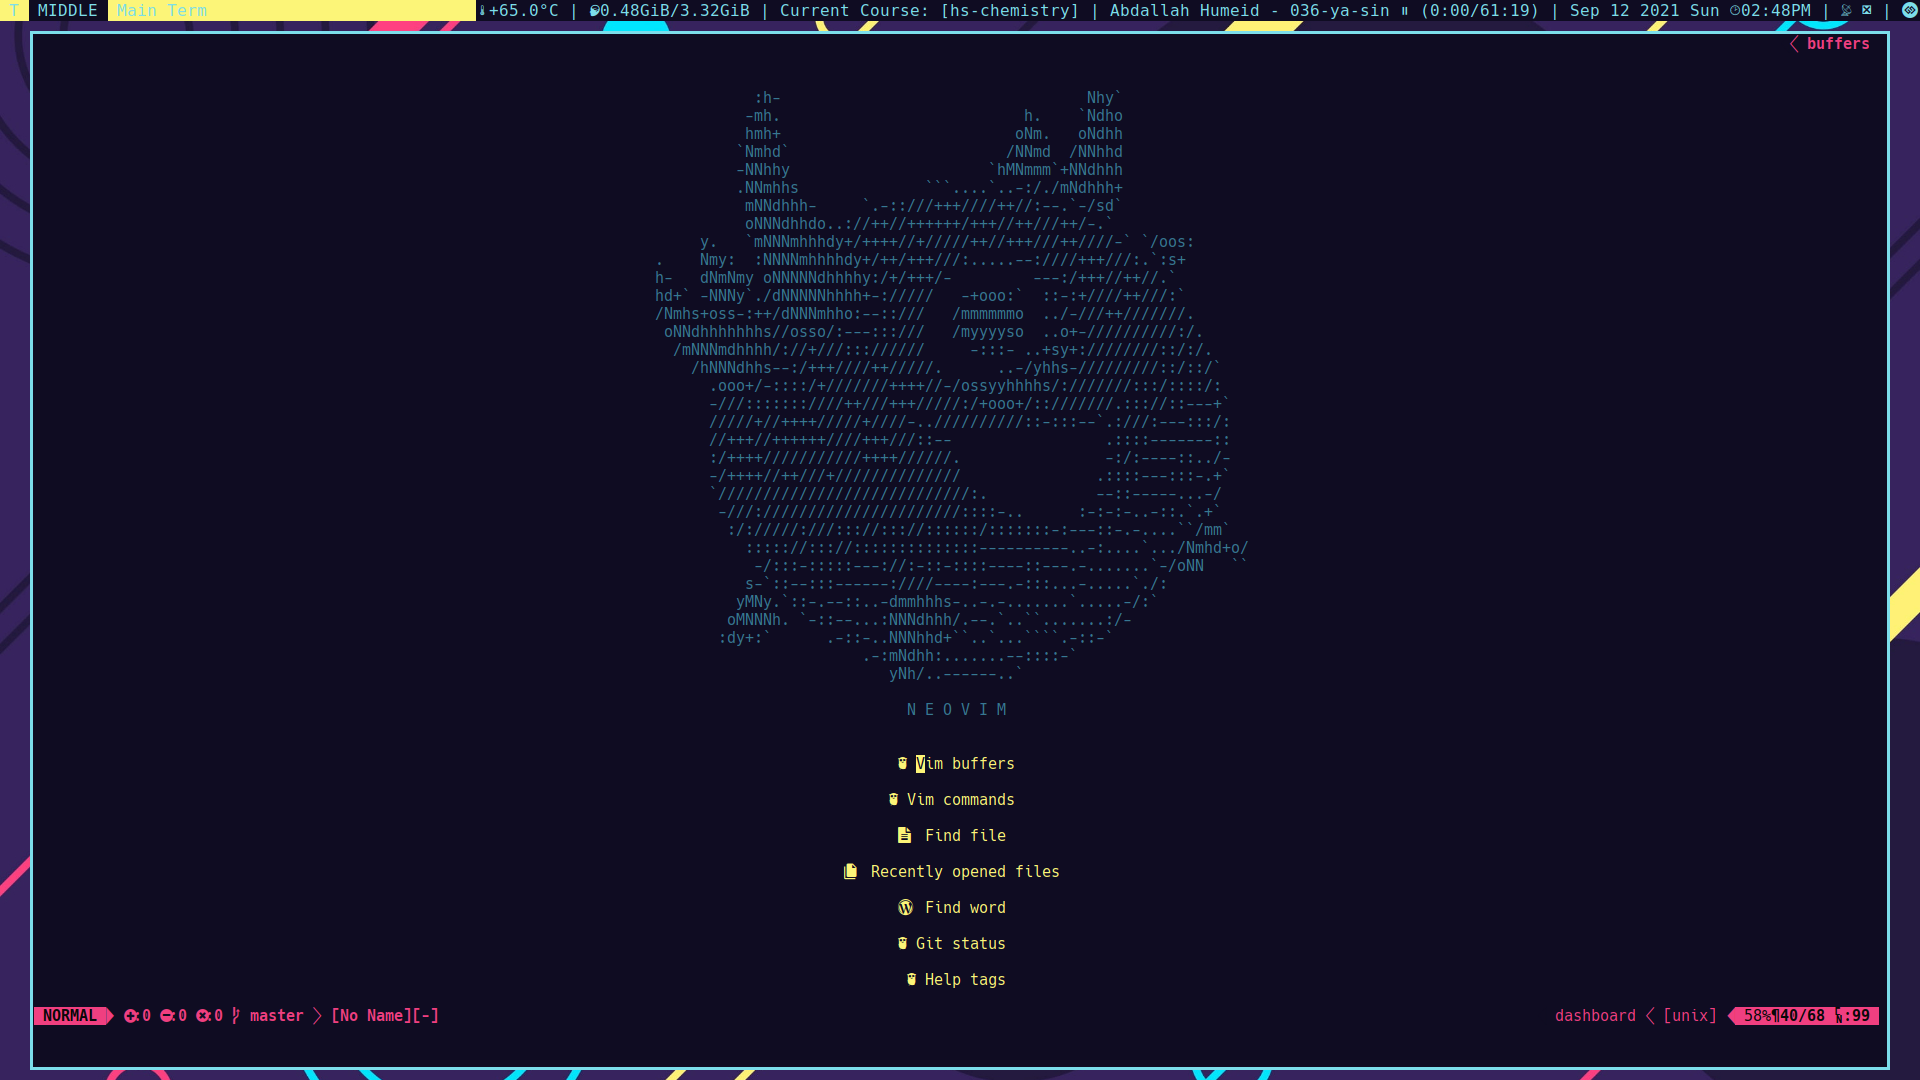 T MIDDLE Main Term +65.0°C | 0.48GiB/3.32GiB | Current Course: [hs-chemistry] | Abdallah Humeid - 036-ya-sin ⏸ (0:00/61:19) | Sep 12 2021 Sun 02:48PM | |
buffers
N E O V I M
Vim buffers
Vim commands
Find file
Recently opened files
Find word
Git status
Help tags
NORMAL :0 :0 :0 master [No Name][-] dashboard [unix] 58%¶40/68 :99